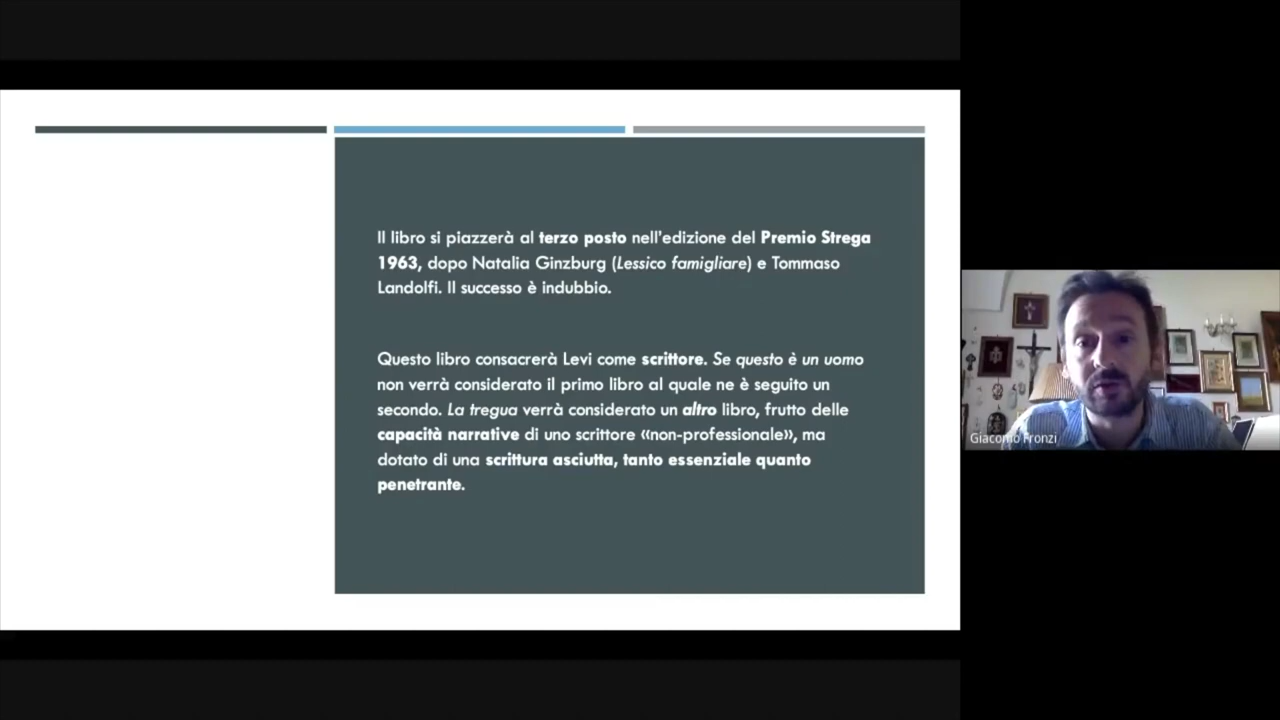 Il libro si piazzerà al terzo posto nell'edizione del Premio Strega
1963, dopo Natalia Ginzburg (Lessico famigliare) e Tommaso
Landolfi. Il successo è indubbio.
Questo libro consacrerà Levi come scrittore. Se questo è un uomo
non verrà considerato il primo libro al quale ne è seguito un
secondo. La tregua verrà considerato un altro libro, frutto delle
capacità narrative di uno scrittore «non-professionale», ma
dotato di una scrittura asciutta, tanto essenziale quanto
penetrante.
Giacomo Fronzi